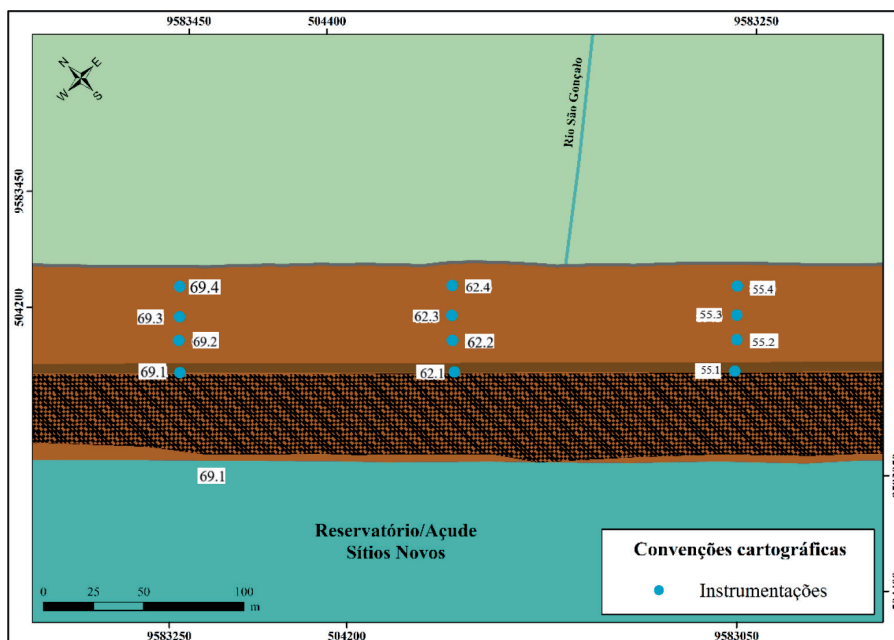 9583450
504400
9583250
N
E
W
S
Rio São Gonçalo
9583450
504200
69.4
62.4
55.4
69.3
62.3
55.3
69.2
62.2
55.2
69.1
62.1
55.1
69.1
Reservatório/Açude
Sítios Novos
Convenções cartográficas
Instrumentações
0
25
50
100
m
9583250
504200
9583050